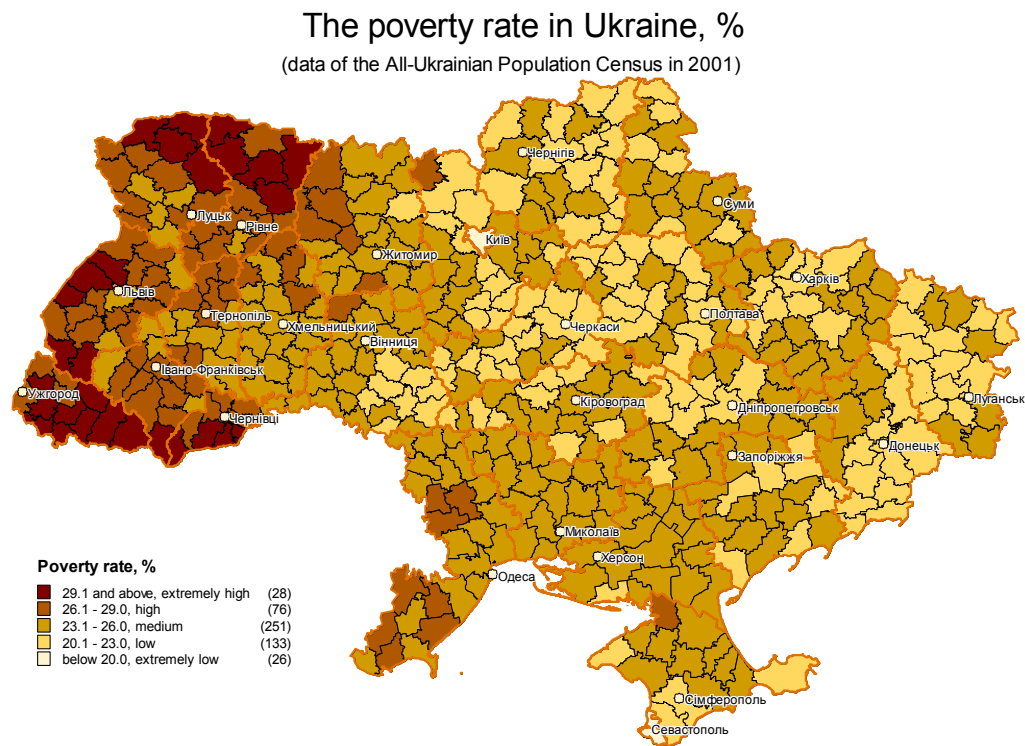 The poverty rate in Ukraine, %
(data of the All-Ukrainian Population Census in 2001)
Чернігів
Суми
Луцьк
Рівне
Київ
Житомир
Харків
Львів
Тернопіль
Хмельницький
Черкаси
Полтава
Вінниця
Івано-Франківськ
Ужгород
Кіровоград
Дніпропетровськ
Луганськ
Чернівці
Донецьк
Запоріжжя
Миколаїв
Херсон
Одеса
Poverty rate, %
29.1 and above, extremely high (28)
26.1 - 29.0, high (76)
23.1 - 26.0, medium (251)
20.1 - 23.0, low (133)
below 20.0, extremely low (26)
Сімферополь
Севастополь